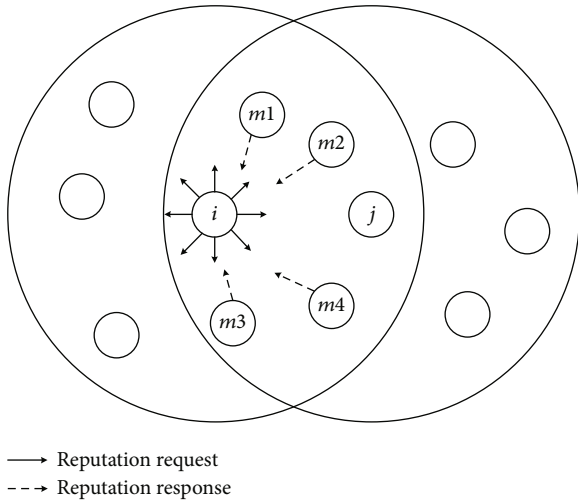 m1
m2
i
j
m4
m3
Reputation request
Reputation response